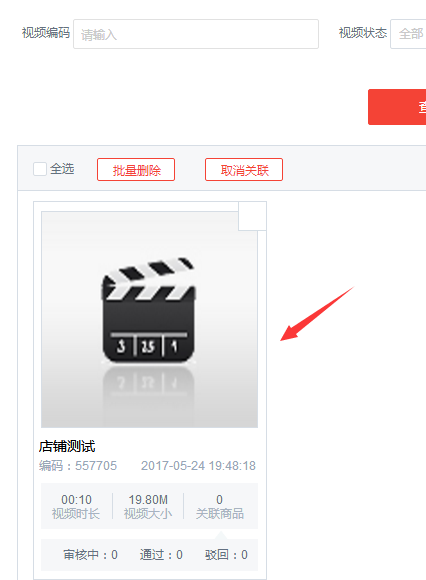 视频编码 请输入 视频状态 全部
查
全选 批量删除 取消关联
3 25 1
店铺测试
编码：557705 2017-05-24 19:48:18
00:10 19.80M 0
视频时长 视频大小 关联商品
审核中：0 通过：0 驳回：0